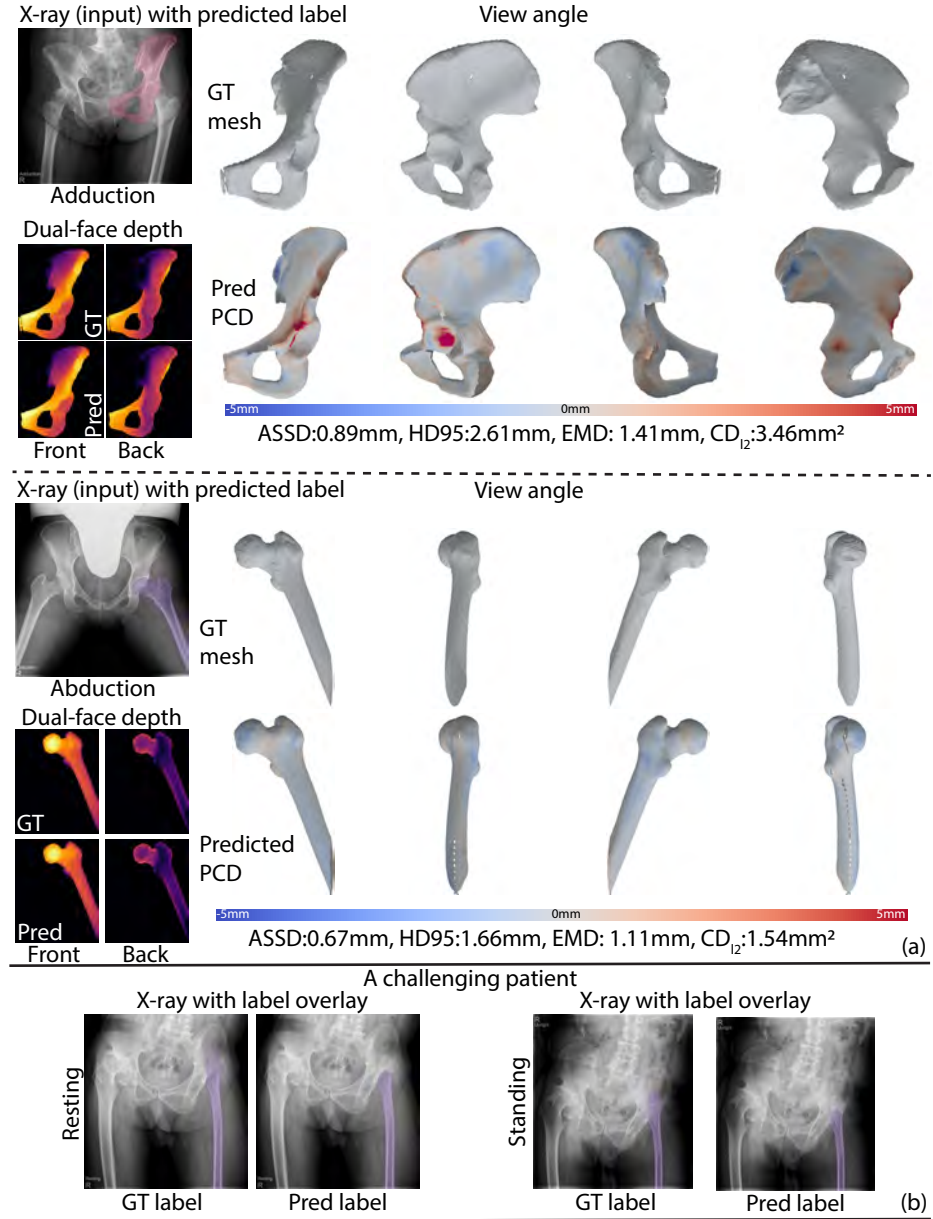 X-ray (input) with predicted label
View angle
GT
mesh
Adduction
R
Dual-face depth
GT
Pred
PCD
Pred
Front
Back
-5mm 0mm 5mm
ASSD:0.89mm, HD95:2.61mm, EMD: 1.41mm, CD_l2:3.46mm²
X-ray (input) with predicted label
View angle
GT
mesh
Abduction
R
Dual-face depth
GT
Predicted
PCD
Pred
Front
Back
-5mm 0mm 5mm
ASSD:0.67mm, HD95:1.66mm, EMD: 1.11mm, CD_l2:1.54mm²
(a)
A challenging patient
X-ray with label overlay
X-ray with label overlay
Resting
R
R
Standing
R
R
GT label
Pred label
GT label
Pred label
(b)